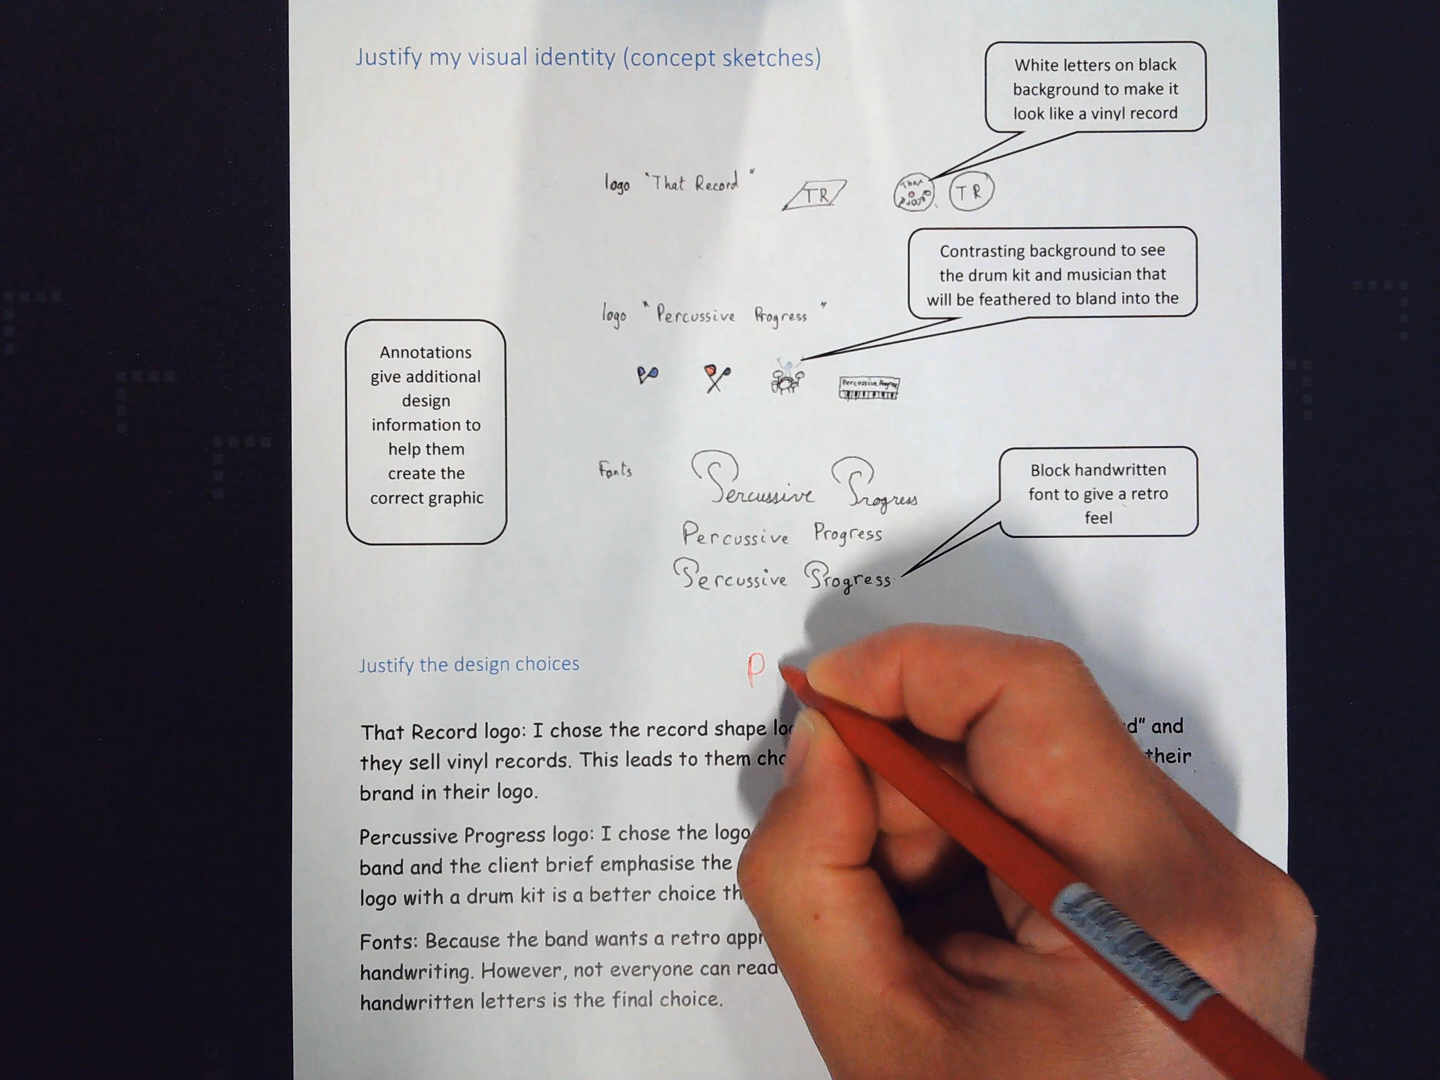 Justify my visual identity (concept sketches)
White letters on black
background to make it
look like a vinyl record
logo "That Record"
TR
That
Record
TR
Contrasting background to see
the drum kit and musician that
will be feathered to bland into the
logo "Percussive Progress"
Percussive Progress
Annotations
give additional
design
information to
help them
create the
correct graphic
Fonts
Percussive Progress
Percussive Progress
Percussive Progress
Block handwritten
font to give a retro
feel
Justify the design choices
P
That Record logo: I chose the record shape and
they sell vinyl records. This leads to them their
brand in their logo.
Percussive Progress logo: I chose the logo
band and the client brief emphasise the
logo with a drum kit is a better choice
Fonts: Because the band wants a retro
handwriting. However, not everyone can read
handwritten letters is the final choice.